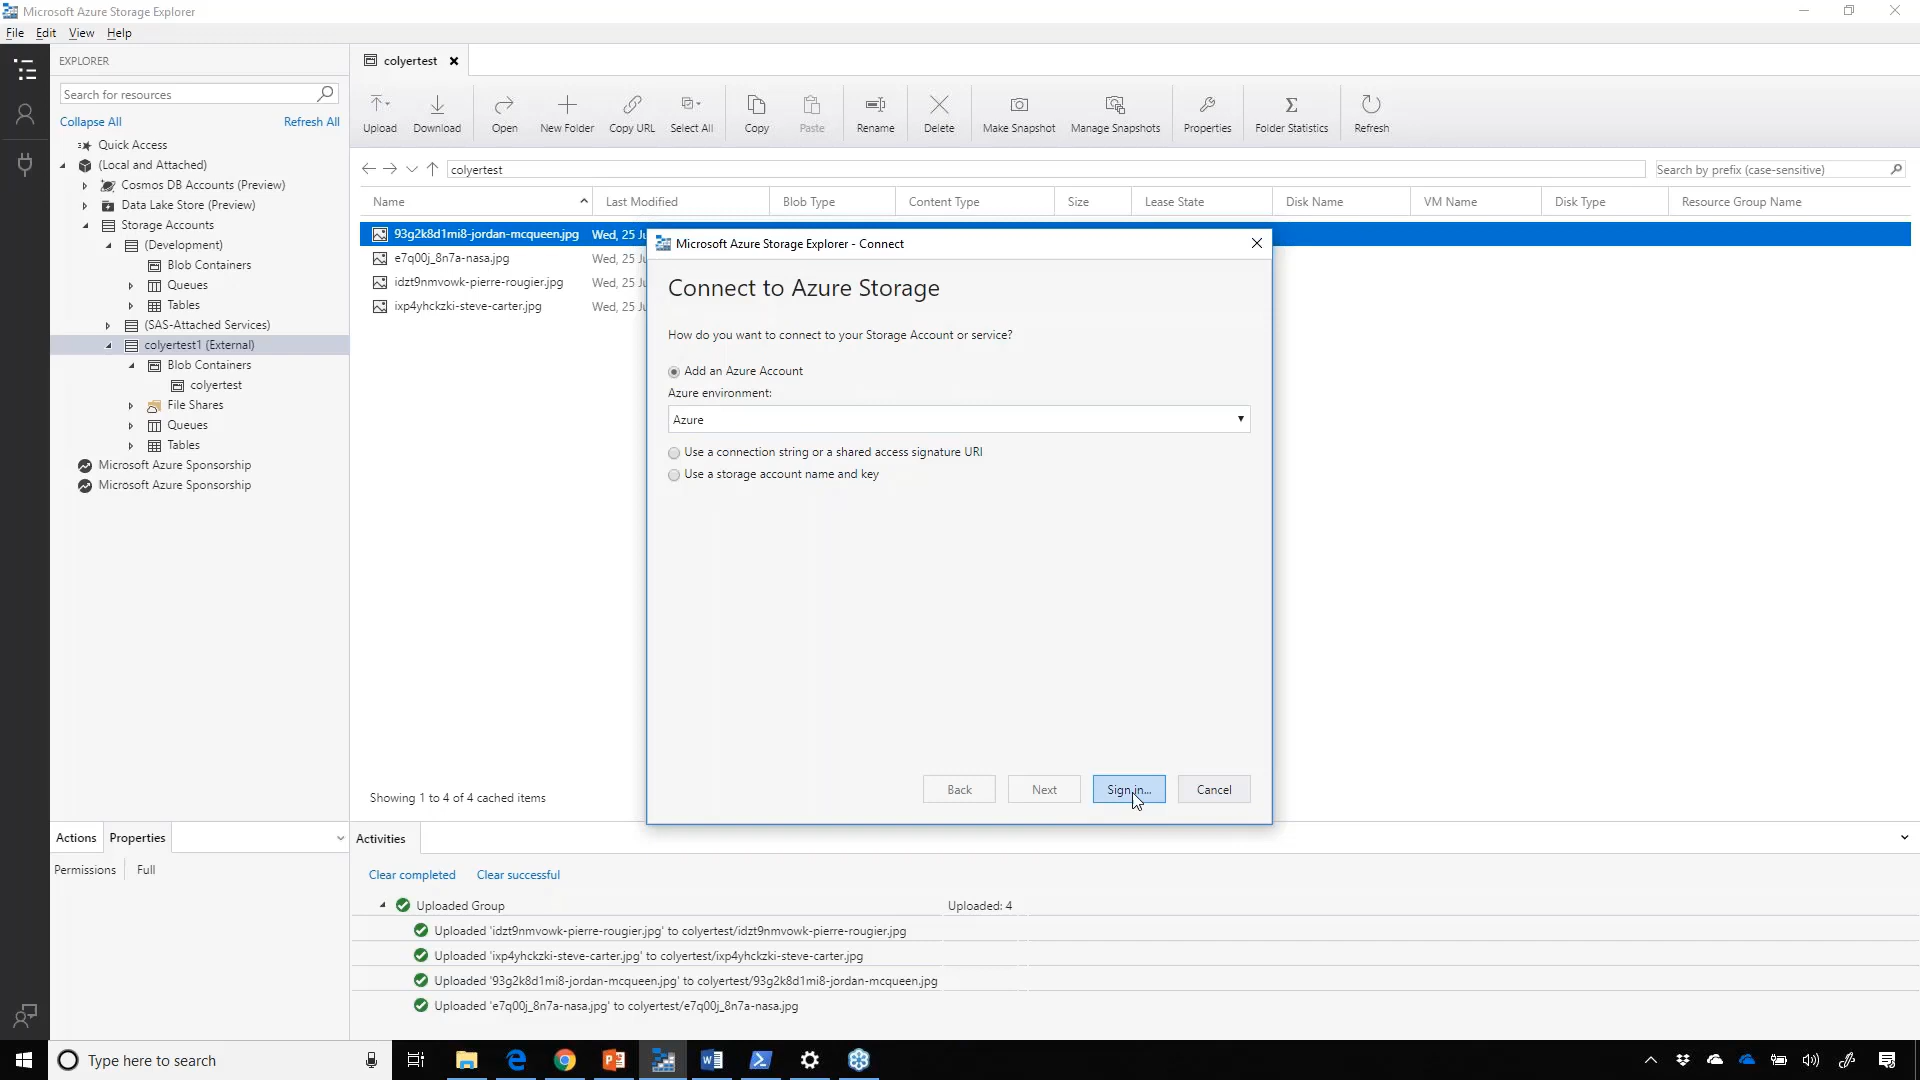 Microsoft Azure Storage Explorer
File Edit View Help
EXPLORER
Search for resources
Collapse All Refresh All
Quick Access
(Local and Attached)
Cosmos DB Accounts (Preview)
Data Lake Store (Preview)
Storage Accounts
(Development)
Blob Containers
Queues
Tables
(SAS-Attached Services)
colyertest1 (External)
Blob Containers
colyertest
File Shares
Queues
Tables
Microsoft Azure Sponsorship
Microsoft Azure Sponsorship
Actions Properties
Permissions Full
colyertest
Upload Download Open New Folder Copy URL Select All Copy Paste Rename Delete Make Snapshot Manage Snapshots Properties Folder Statistics Refresh
colyertest Search by prefix (case-sensitive)
Name Last Modified Blob Type Content Type Size Lease State Disk Name VM Name Disk Type Resource Group Name
93g2k8d1mi8-jordan-mcqueen.jpg Wed, 25
e7q00j_8n7a-nasa.jpg Wed, 25
idzt9nmvowk-pierre-rougier.jpg Wed, 25
ixp4yhckzki-steve-carter.jpg Wed, 25
Showing 1 to 4 of 4 cached items
Microsoft Azure Storage Explorer - Connect
Connect to Azure Storage
How do you want to connect to your Storage Account or service?
Add an Azure Account
Azure environment:
Azure
Use a connection string or a shared access signature URI
Use a storage account name and key
Back Next Sign in... Cancel
Activities
Clear completed Clear successful
Uploaded Group Uploaded: 4
Uploaded 'idzt9nmvowk-pierre-rougier.jpg' to colyertest/idzt9nmvowk-pierre-rougier.jpg
Uploaded 'ixp4yhckzki-steve-carter.jpg' to colyertest/ixp4yhckzki-steve-carter.jpg
Uploaded '93g2k8d1mi8-jordan-mcqueen.jpg' to colyertest/93g2k8d1mi8-jordan-mcqueen.jpg
Uploaded 'e7q00j_8n7a-nasa.jpg' to colyertest/e7q00j_8n7a-nasa.jpg
Type here to search